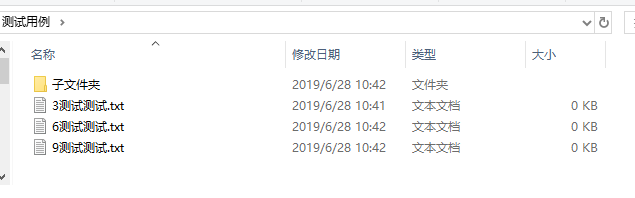 测试用例
名称 修改日期 类型 大小
子文件夹 2019/6/28 10:42 文件夹
3测试测试.txt 2019/6/28 10:41 文本文档 0 KB
6测试测试.txt 2019/6/28 10:42 文本文档 0 KB
9测试测试.txt 2019/6/28 10:42 文本文档 0 KB